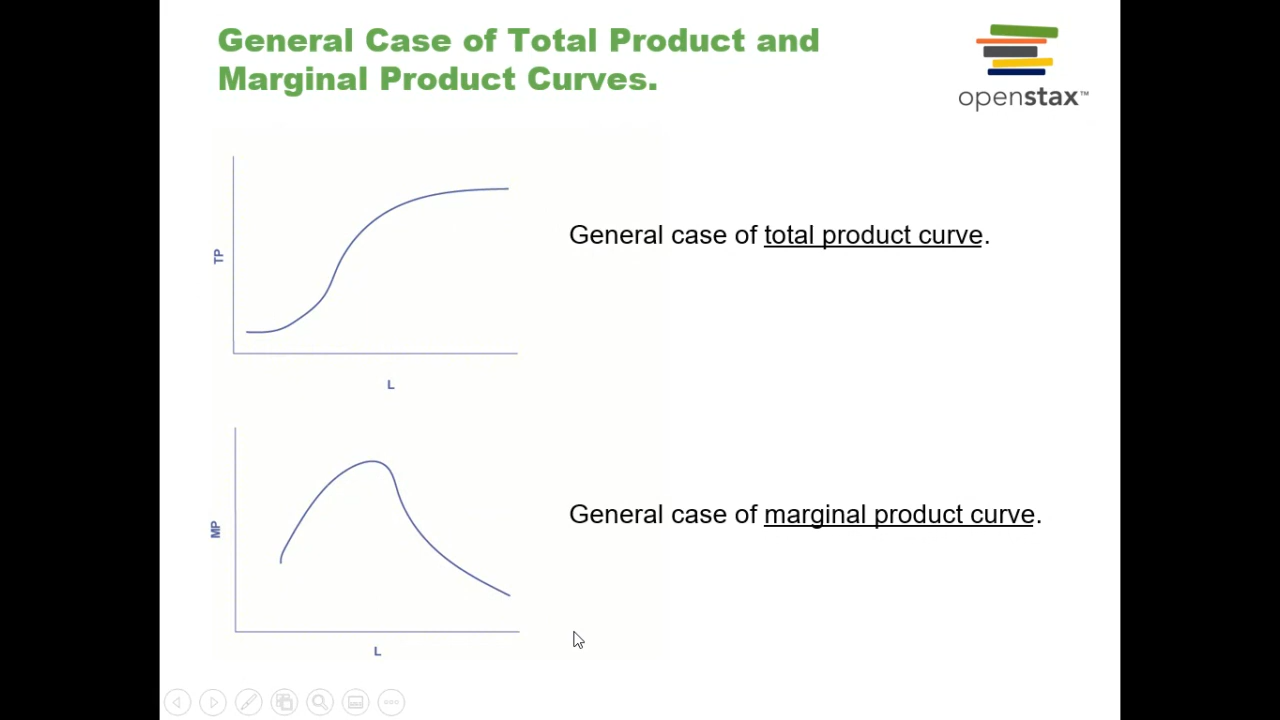 General Case of Total Product and
Marginal Product Curves.
openstax™
TP
General case of total product curve.
L
MP
General case of marginal product curve.
L